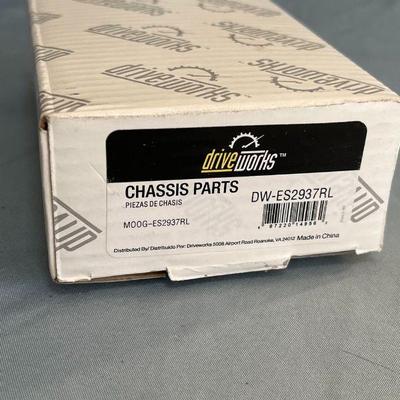 driveworks
driveworks™
CHASSIS PARTS
PIEZAS DE CHASIS
DW-ES2937RL
MOOG-ES2937RL
Distributed By/ Distribuido Por: Driveworks 5008 Airport Road Roanoke, VA 24012
Made in China